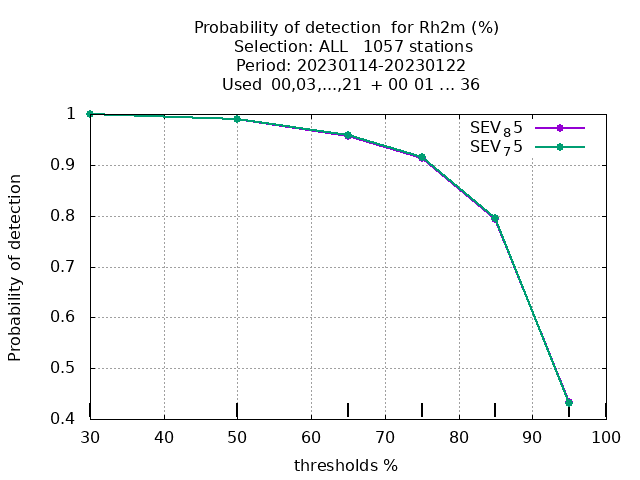 Probability of detection  for Rh2m (%)
Selection: ALL   1057 stations
Period: 20230114-20230122
Used  00,03,...,21  + 00 01 ... 36
SEV₈5
SEV₇5
Probability of detection
1
0.9
0.8
0.7
0.6
0.5
0.4
30 40 50 60 70 80 90 100
thresholds %